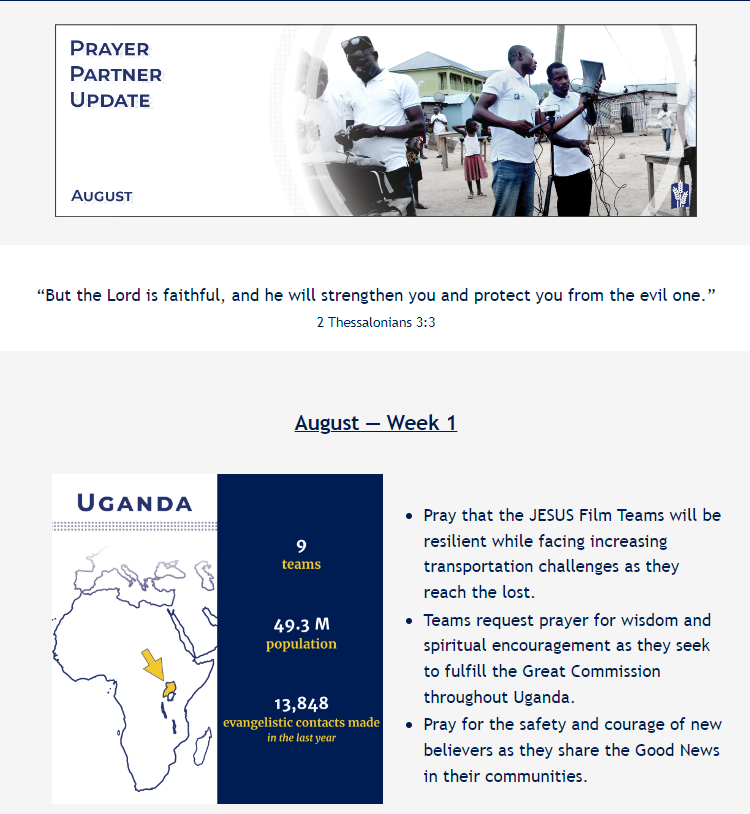 PRAYER
PARTNER
UPDATE
AUGUST
“But the Lord is faithful, and he will strengthen you and protect you from the evil one.”
2 Thessalonians 3:3
August — Week 1
UGANDA
9
teams
49.3 M
population
13,848
evangelistic contacts made
in the last year
• Pray that the JESUS Film Teams will be
resilient while facing increasing
transportation challenges as they
reach the lost.
• Teams request prayer for wisdom and
spiritual encouragement as they seek
to fulfill the Great Commission
throughout Uganda.
• Pray for the safety and courage of new
believers as they share the Good News
in their communities.